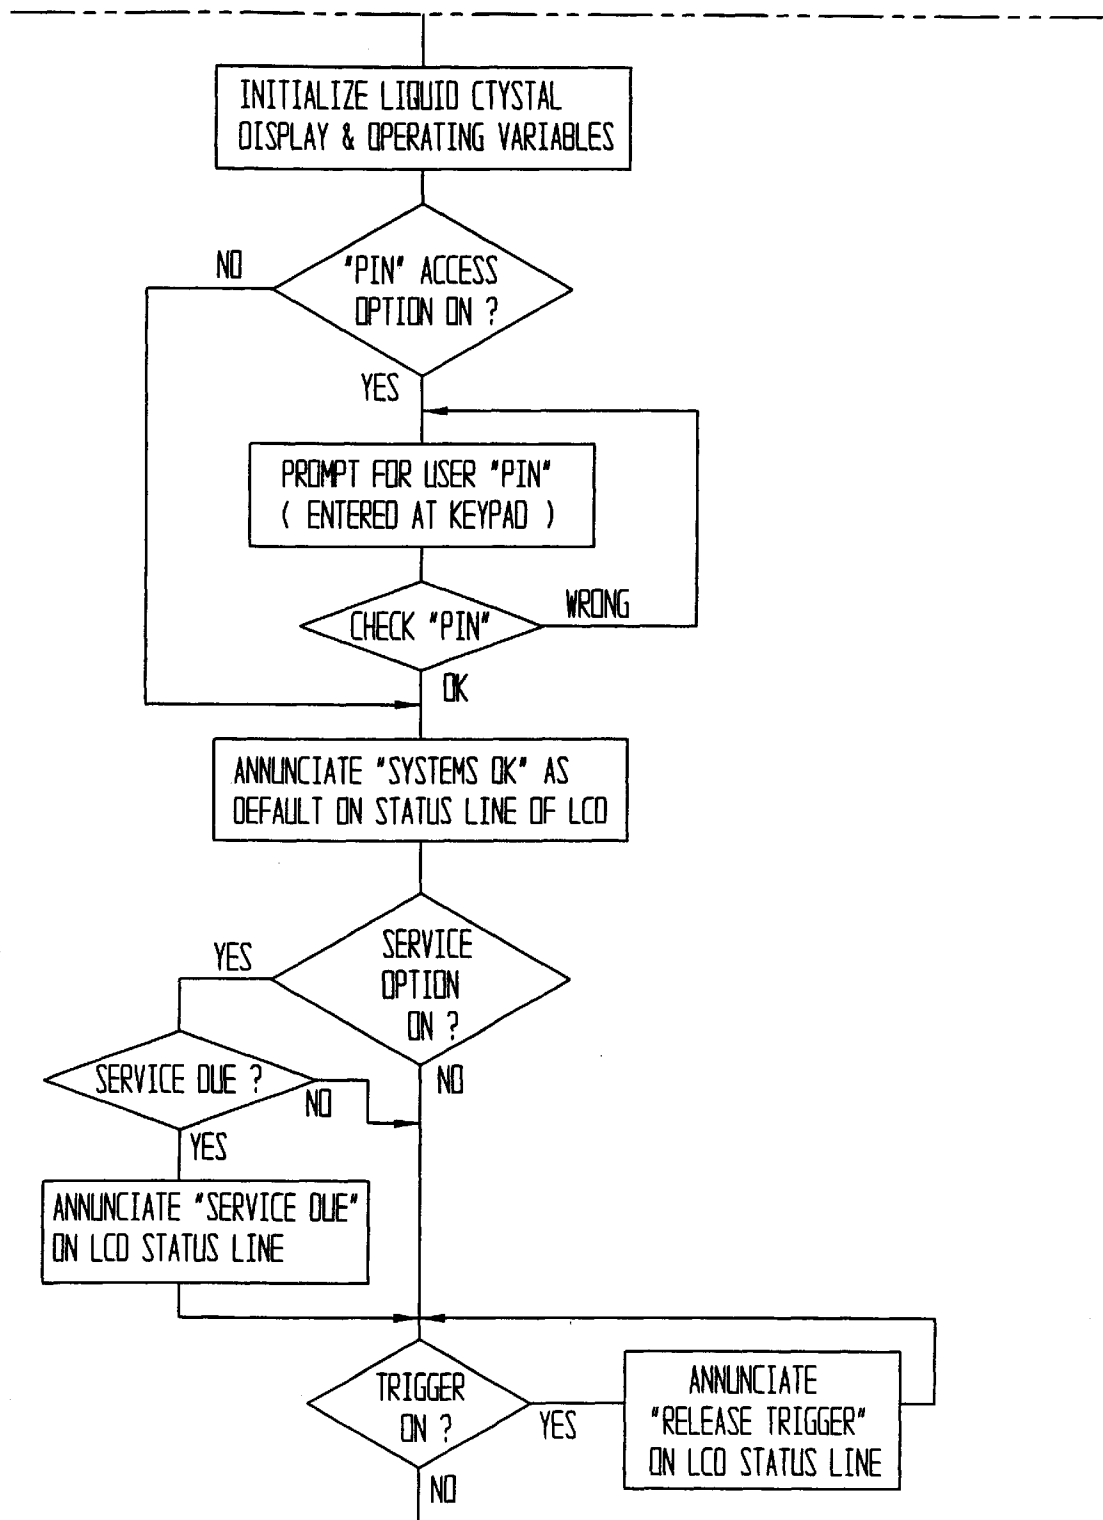 INITIALIZE LIQUID CTYSTAL
DISPLAY & OPERATING VARIABLES
NO
"PIN" ACCESS
OPTION ON ?
YES
PROMPT FOR USER "PIN"
( ENTERED AT KEYPAD )
CHECK "PIN"
WRONG
OK
ANNUNCIATE "SYSTEMS OK" AS
DEFAULT ON STATUS LINE OF LCD
YES
SERVICE
OPTION
ON ?
SERVICE DUE ?
NO
NO
YES
ANNUNCIATE "SERVICE DUE"
ON LCD STATUS LINE
TRIGGER
ON ?
YES
ANNUNCIATE
"RELEASE TRIGGER"
ON LCD STATUS LINE
NO